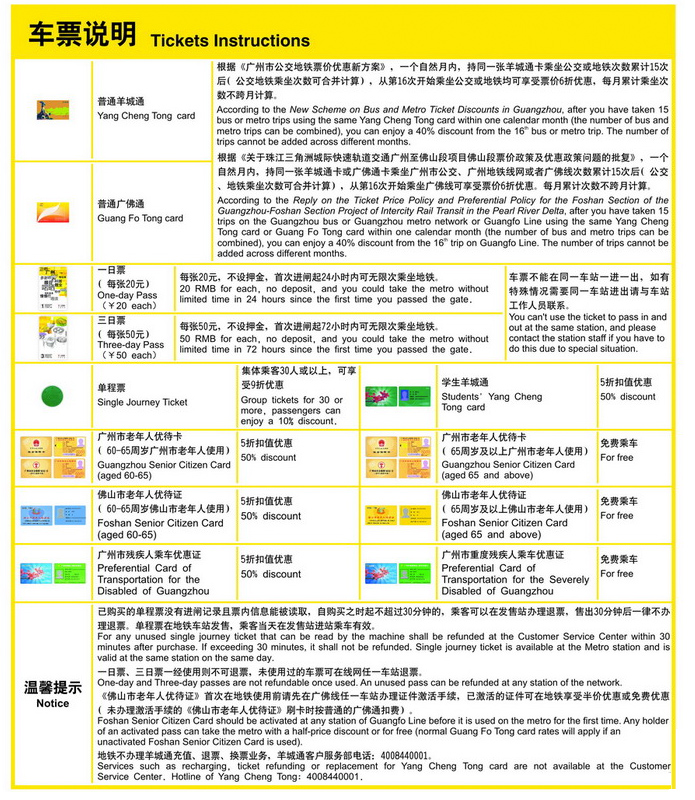 车票说明 Tickets Instructions
普通羊城通
Yang Cheng Tong card
根据《广州市公交地铁票价优惠新方案》，一个自然月内，持同一张羊城通卡乘坐公交或地铁次数累计15次
后（公交地铁乘坐次数可合并计算），从第16次开始乘坐公交或地铁均可享受票价6折优惠，每月累计乘坐次
数不跨月计算。
According to the New Scheme on Bus and Metro Ticket Discounts in Guangzhou, after you have taken 15
bus or metro trips using the same Yang Cheng Tong card within one calendar month (the number of bus and
metro trips can be combined), you can enjoy a 40% discount from the 16th bus or metro trip. The number of
trips cannot be added across different months.
普通广佛通
Guang Fo Tong card
根据《关于珠江三角洲城际快速轨道交通广州至佛山段项目佛山段票价政策及优惠政策问题的批复》，一个
自然月内，持同一张羊城通卡或广佛通卡乘坐广州市公交、广州地铁线网或者广佛线次数累计15次后（公交
、地铁乘坐次数可合并计算），从第16次开始乘坐广佛线可享受票价6折优惠。每月累计次数不跨月计算。
According to the Reply on the Ticket Price Policy and Preferential Policy for the Foshan Section of the
Guangzhou-Foshan Section Project of Intercity Rail Transit in the Pearl River Delta, after you have taken 15
trips on the Guangzhou bus or Guangzhou metro network or Guangfo Line using the same Yang Cheng
Tong card or Guang Fo Tong card within one calendar month (the number of bus and metro trips can be
combined), you can enjoy a 40% discount from the 16th trip on Guangfo Line. The number of trips cannot be
added across different months.
一日票
（每张20元）
One-day Pass
（￥20 each）
每张20元，不设押金，首次进闸起24小时内可无限次乘坐地铁。
20 RMB for each, no deposit, and you could take the metro without
limited time in 24 hours since the first time you passed the gate.
三日票
（每张50元）
Three-day Pass
（￥50 each）
每张50元，不设押金，首次进闸起72小时内可无限次乘坐地铁。
50 RMB for each, no deposit, and you could take the metro without
limited time in 72 hours since the first time you passed the gate.
车票不能在同一车站一进一出，如有
特殊情况需要同一车站进出请与车站
工作人员联系。
You can't use the ticket to pass in and
out at the same station, and please
contact the station staff if you have to
do this due to special situation.
单程票
Single Journey Ticket
集体乘客30人或以上，可享
受9折优惠
Group tickets for 30 or
more, passengers can
enjoy a 10% discount.
学生羊城通
Students' Yang Cheng
Tong card
5折扣值优惠
50% discount
广州市老年人优待卡
（60-65周岁广州市老年人使用）
Guangzhou Senior Citizen Card
(aged 60-65)
5折扣值优惠
50% discount
广州市老年人优待卡
（65周岁及以上广州市老年人使用）
Guangzhou Senior Citizen Card
(aged 65 and above)
免费乘车
For free
佛山市老年人优待证
（60-65周岁佛山市老年人使用）
Foshan Senior Citizen Card
(aged 60-65)
5折扣值优惠
50% discount
佛山市老年人优待证
（65周岁及以上佛山市老年人使用）
Foshan Senior Citizen Card
(aged 65 and above)
免费乘车
For free
广州市残疾人乘车优惠证
Preferential Card of
Transportation for the
Disabled of Guangzhou
5折扣值优惠
50% discount
广州市重度残疾人乘车优惠证
Preferential Card of
Transportation for the Severely
Disabled of Guangzhou
免费乘车
For free
温馨提示
Notice
已购买的单程票没有进闸记录且票内信息能被读取，自购买之时起不超过30分钟的，乘客可以在发售站办理退票，售出30分钟后一律不办
理退票。单程票在地铁车站发售，乘客当天在发售站进站乘车有效。
For any unused single journey ticket that can be read by the machine shall be refunded at the Customer Service Center within 30
minutes after purchase. If exceeding 30 minutes, it shall not be refunded. Single journey ticket is available at the Metro station and is
valid at the same station on the same day.
一日票、三日票一经使用则不可退票，未使用过的车票可在线网任一车站退票。
One-day and Three-day passes are not refundable once used. An unused pass can be refunded at any station of the network.
《佛山市老年人优待证》首次在地铁使用前请先在广佛线任一车站办理证件激活手续，已激活的证件可在地铁享受半价优惠或免费优惠
（未办理激活手续的《佛山市老年人优待证》刷卡时按普通的广佛通扣费）。
Foshan Senior Citizen Card should be activated at any station of Guangfo Line before it is used on the metro for the first time. Any holder
of an activated pass can take the metro with a half-price discount or for free (normal Guang Fo Tong card rates will apply if an
unactivated Foshan Senior Citizen Card is used).
地铁不办理羊城通充值、退票、换票业务，羊城通客户服务部电话：4008440001。
Services such as recharging, ticket refunding or replacement for Yang Cheng Tong card are not available at the Customer
Service Center. Hotline of Yang Cheng Tong: 4008440001.